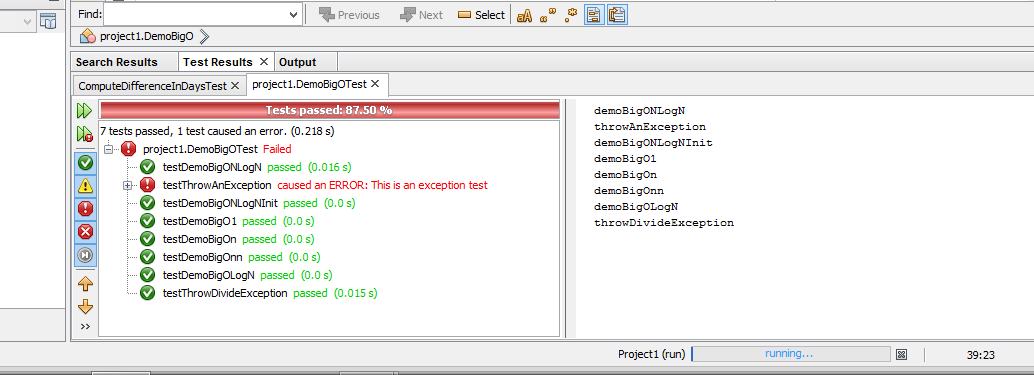 Find:
Previous Next Select
project1.DemoBigO
Search Results Test Results Output
ComputeDifferenceInDaysTest project1.DemoBigOTest
Tests passed: 87.50 %
7 tests passed, 1 test caused an error. (0.218 s)
project1.DemoBigOTest Failed
testDemoBigONLogN passed (0.016 s)
testThrowAnException caused an ERROR: This is an exception test
testDemoBigONLogNInit passed (0.0 s)
testDemoBigO1 passed (0.0 s)
testDemoBigOn passed (0.0 s)
testDemoBigOnn passed (0.0 s)
testDemoBigOLogN passed (0.0 s)
testThrowDivideException passed (0.015 s)
demoBigONLogN
throwAnException
demoBigONLogNInit
demoBigO1
demoBigOn
demoBigOnn
demoBigOLogN
throwDivideException
Project1 (run) running... 39:23